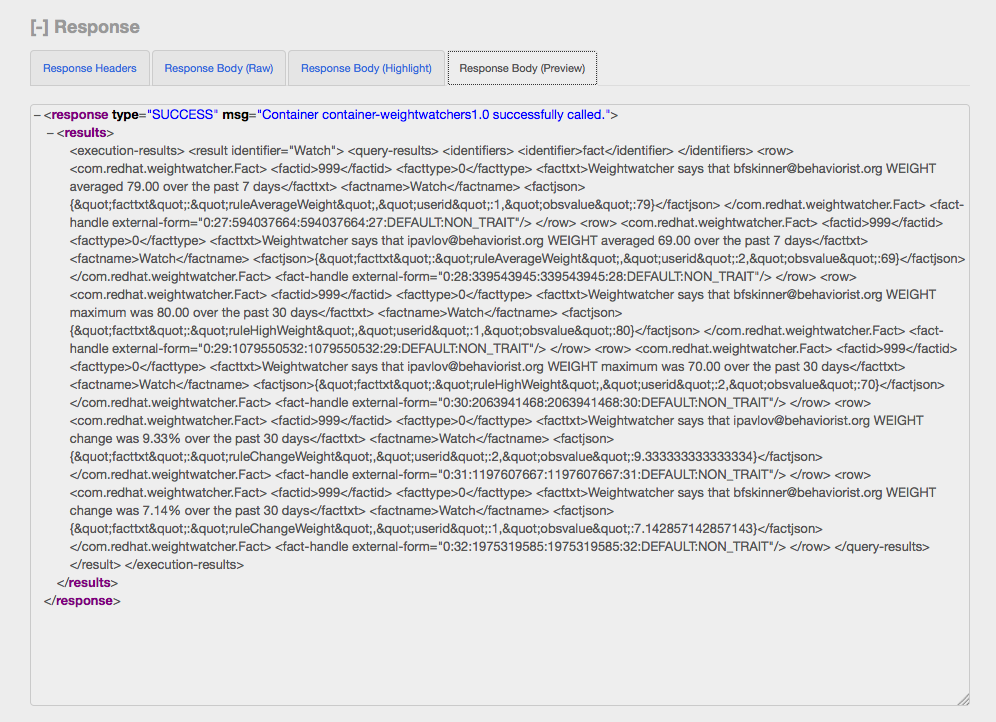 [-] Response
Response Headers
Response Body (Raw)
Response Body (Highlight)
Response Body (Preview)
– <response type="SUCCESS" msg="Container container-weightwatchers1.0 successfully called.">
– <results>
<execution-results> <result identifier="Watch"> <query-results> <identifiers> <identifier>fact</identifier> </identifiers> <row>
<com.redhat.weightwatcher.Fact> <factid>999</factid> <facttype>0</facttype> <facttxt>Weightwatcher says that bfskinner@behaviorist.org WEIGHT
averaged 79.00 over the past 7 days</facttxt> <factname>Watch</factname> <factjson>
{&quot;facttxt&quot;:&quot;ruleAverageWeight&quot;,&quot;userid&quot;:1,&quot;obsvalue&quot;:79}</factjson> </com.redhat.weightwatcher.Fact> <fact-
handle external-form="0:27:594037664:594037664:27:DEFAULT:NON_TRAIT"/> </row> <row> <com.redhat.weightwatcher.Fact> <factid>999</factid>
<facttype>0</facttype> <facttxt>Weightwatcher says that ipavlov@behaviorist.org WEIGHT averaged 69.00 over the past 7 days</facttxt>
<factname>Watch</factname> <factjson>{&quot;facttxt&quot;:&quot;ruleAverageWeight&quot;,&quot;userid&quot;:2,&quot;obsvalue&quot;:69}</factjson>
</com.redhat.weightwatcher.Fact> <fact-handle external-form="0:28:339543945:339543945:28:DEFAULT:NON_TRAIT"/> </row> <row>
<com.redhat.weightwatcher.Fact> <factid>999</factid> <facttype>0</facttype> <facttxt>Weightwatcher says that bfskinner@behaviorist.org WEIGHT
maximum was 80.00 over the past 30 days</facttxt> <factname>Watch</factname> <factjson>
{&quot;facttxt&quot;:&quot;ruleHighWeight&quot;,&quot;userid&quot;:1,&quot;obsvalue&quot;:80}</factjson> </com.redhat.weightwatcher.Fact> <fact-
handle external-form="0:29:1079550532:1079550532:29:DEFAULT:NON_TRAIT"/> </row> <row> <com.redhat.weightwatcher.Fact> <factid>999</factid>
<facttype>0</facttype> <facttxt>Weightwatcher says that ipavlov@behaviorist.org WEIGHT maximum was 70.00 over the past 30 days</facttxt>
<factname>Watch</factname> <factjson>{&quot;facttxt&quot;:&quot;ruleHighWeight&quot;,&quot;userid&quot;:2,&quot;obsvalue&quot;:70}</factjson>
</com.redhat.weightwatcher.Fact> <fact-handle external-form="0:30:2063941468:2063941468:30:DEFAULT:NON_TRAIT"/> </row> <row>
<com.redhat.weightwatcher.Fact> <factid>999</factid> <facttype>0</facttype> <facttxt>Weightwatcher says that ipavlov@behaviorist.org WEIGHT
change was 9.33% over the past 30 days</facttxt> <factname>Watch</factname> <factjson>
{&quot;facttxt&quot;:&quot;ruleChangeWeight&quot;,&quot;userid&quot;:2,&quot;obsvalue&quot;:9.333333333333334}</factjson>
</com.redhat.weightwatcher.Fact> <fact-handle external-form="0:31:1197607667:1197607667:31:DEFAULT:NON_TRAIT"/> </row> <row>
<com.redhat.weightwatcher.Fact> <factid>999</factid> <facttype>0</facttype> <facttxt>Weightwatcher says that bfskinner@behaviorist.org WEIGHT
change was 7.14% over the past 30 days</facttxt> <factname>Watch</factname> <factjson>
{&quot;facttxt&quot;:&quot;ruleChangeWeight&quot;,&quot;userid&quot;:1,&quot;obsvalue&quot;:7.142857142857143}</factjson>
</com.redhat.weightwatcher.Fact> <fact-handle external-form="0:32:1975319585:1975319585:32:DEFAULT:NON_TRAIT"/> </row> </query-results>
</result> </execution-results>
</results>
</response>